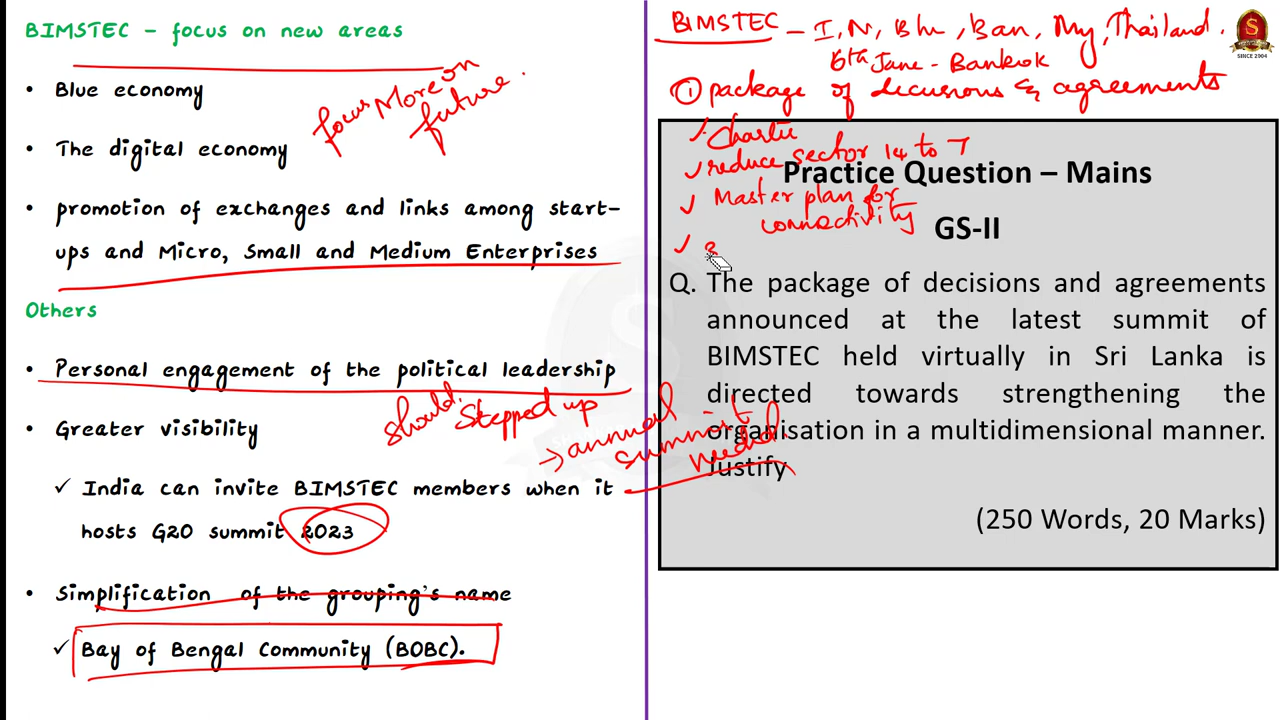 BIMSTEC – focus on new areas
• Blue economy
• The digital economy
focus More on
future.
• promotion of exchanges and links among start-
ups and Micro, Small and Medium Enterprises
Others
• Personal engagement of the political leadership
should Stepped up
→ annual
summit
needed.
• Greater visibility
✓ India can invite BIMSTEC members when it
hosts G20 summit 2023
• Simplification of the grouping's name
✓ Bay of Bengal Community (BOBC).
BIMSTEC – I, N, Bhu, Ban, My, Thailand.
6th Jane - Bankok
① package of decisions & agreements
✓ Charte
✓ reduce sector 14 to 7
✓ Master plan for
connectivity
✓
S
SINCE 2004
Practice Question – Mains
GS-II
Q. The package of decisions and agreements
announced at the latest summit of
BIMSTEC held virtually in Sri Lanka is
directed towards strengthening the
organisation in a multidimensional manner.
Justify
(250 Words, 20 Marks)